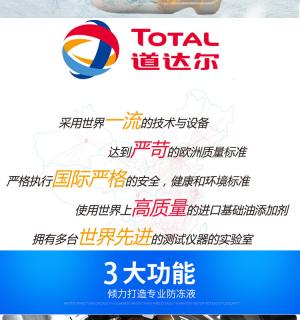 TOTAL
道达尔
采用世界一流的技术与设备
达到严苛的欧洲质量标准
严格执行国际严格的安全，健康和环境标准
使用世界上高质量的进口基础油添加剂
拥有多台世界先进的测试仪器的实验室
3大功能
倾力打造专业防冻液